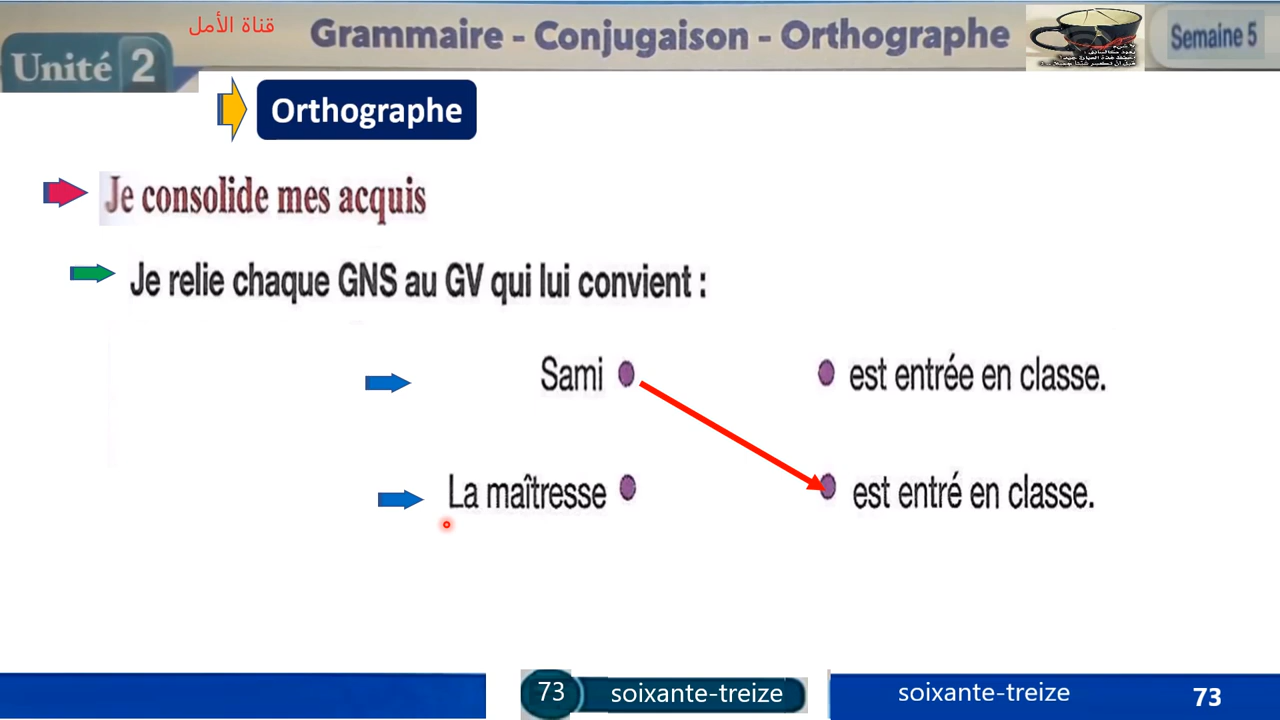 قناة الأمل
Grammaire - Conjugaison - Orthographe
Semaine 5
Unité 2
Orthographe
Je consolide mes acquis
Je relie chaque GNS au GV qui lui convient :
Sami
est entrée en classe.
La maîtresse
est entré en classe.
73 soixante-treize
soixante-treize 73